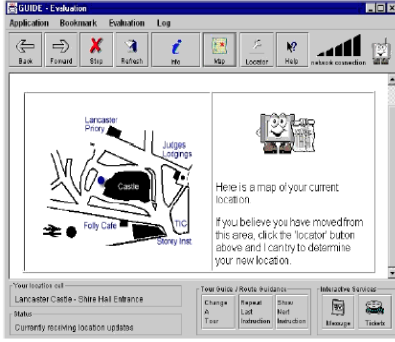 GUIDE - Evaluation
Application Bookmark Evaluation Log
Back Forward Stop Refresh Info Map Locator Help network connection
Lancaster
Priory
Judges
Lodgings
Castle
Folly Cafe
TIC
Storey Inst
Here is a map of your current
location.
If you believe you have moved from
this area, click the 'locator' button
above and I can try to determine
your new location.
Your location cell
Lancaster Castle - Shire Hall Entrance
Status
Currently receiving location updates
Tour Guide / Route Guidance
Change
A
Tour
Repeat
Last
Instruction
Show
Next
Instruction
Interactive Services
Message Tickets